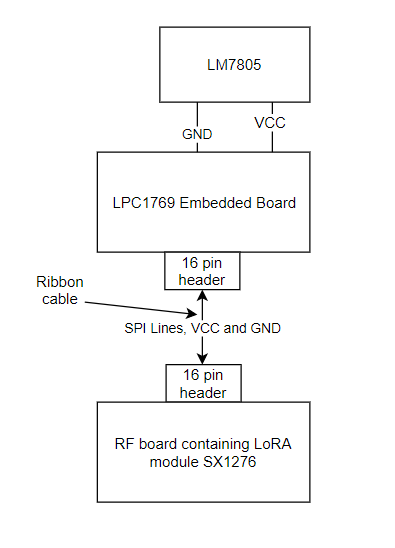 LM7805
GND
VCC
LPC1769 Embedded Board
16 pin
header
Ribbon
cable
SPI Lines, VCC and GND
16 pin
header
RF board containing LoRA
module SX1276